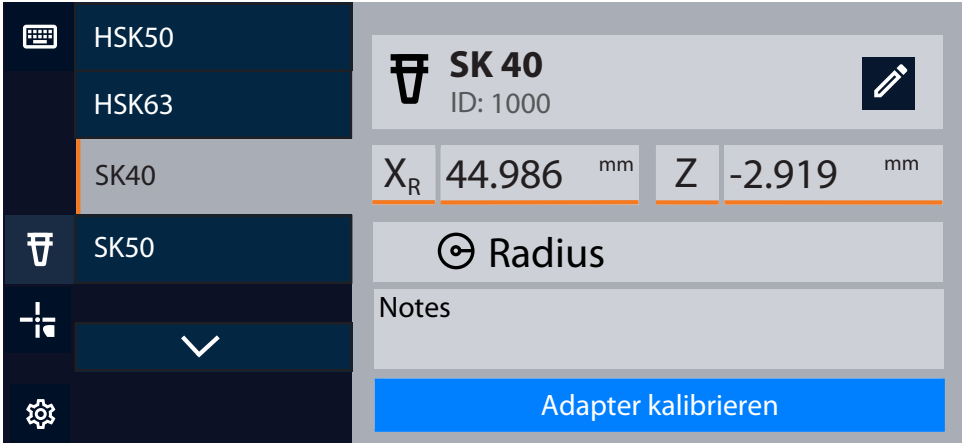 HSK50
HSK63
SK40
SK50
SK 40
ID: 1000
XR 44.986 mm Z -2.919 mm
Radius
Notes
Adapter kalibrieren